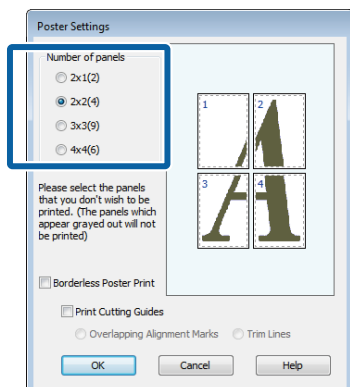 Poster Settings
Number of panels
2x1(2)
2x2(4)
3x3(9)
4x4(6)
Please select the panels
that you don't wish to be
printed. (The panels which
appear grayed out will not
be printed)
1
2
3
4
A
Borderless Poster Print
Print Cutting Guides
Overlapping Alignment Marks
Trim Lines
OK
Cancel
Help